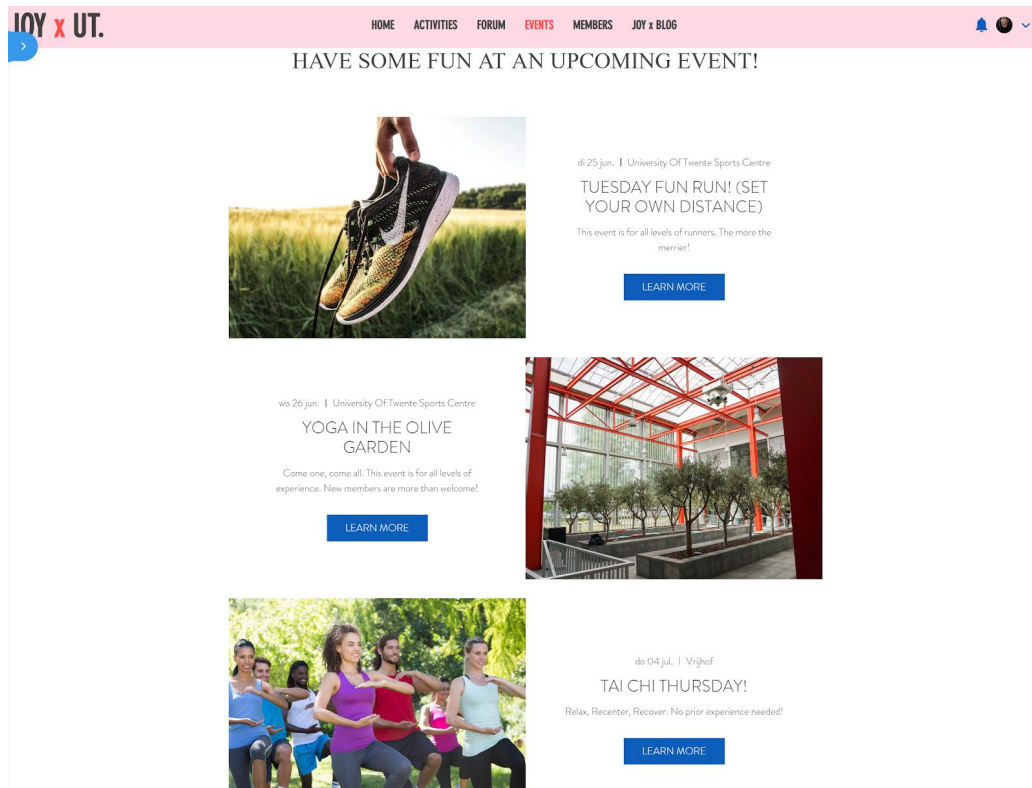 JOY x UT.
HOME ACTIVITIES FORUM EVENTS MEMBERS JOY x BLOG
HAVE SOME FUN AT AN UPCOMING EVENT!
di 25 jun. | University Of Twente Sports Centre
TUESDAY FUN RUN! (SET
YOUR OWN DISTANCE)
This event is for all levels of runners. The more the
merrier!
LEARN MORE
wo 26 jun. | University Of Twente Sports Centre
YOGA IN THE OLIVE
GARDEN
Come one, come all. This event is for all levels of
experience. New members are more than welcome!
LEARN MORE
do 04 jul. | Vrijhof
TAI CHI THURSDAY!
Relax, Recenter, Recover. No prior experience needed!
LEARN MORE